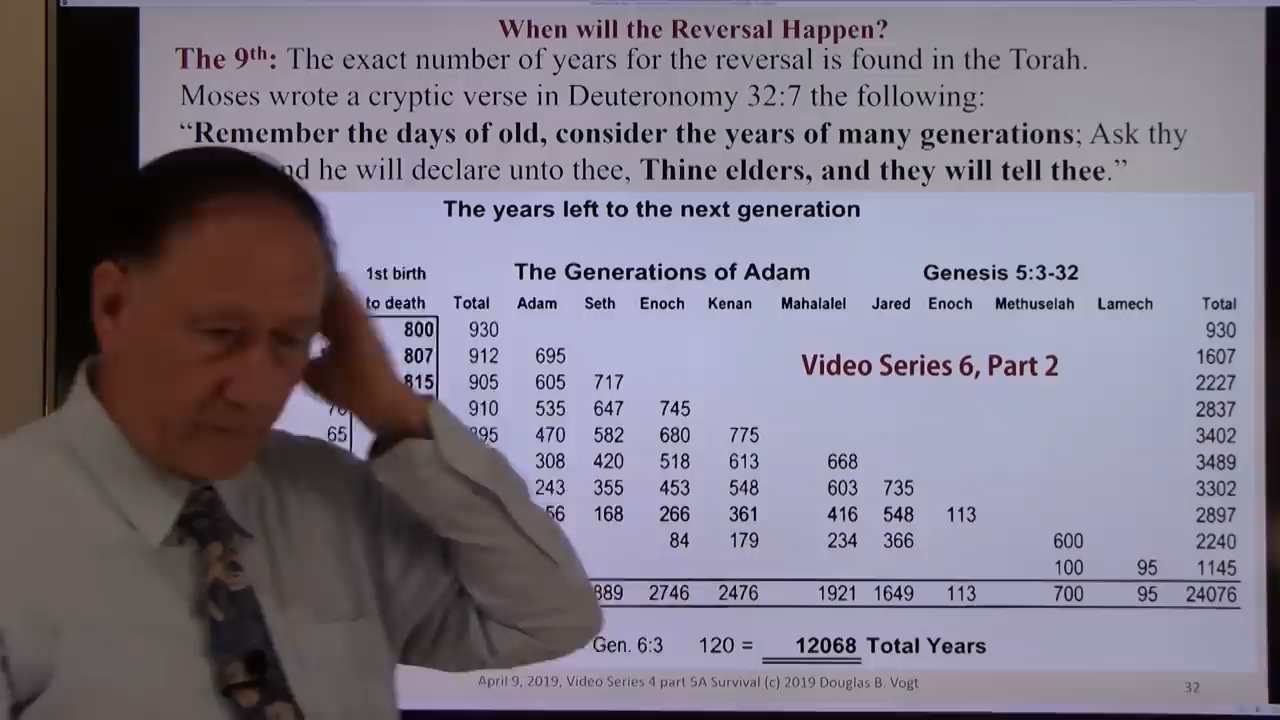 When will the Reversal Happen?
The 9th: The exact number of years for the reversal is found in the Torah.
Moses wrote a cryptic verse in Deuteronomy 32:7 the following:
“Remember the days of old, consider the years of many generations; Ask thy
nd he will declare unto thee, Thine elders, and they will tell thee.”
The years left to the next generation
1st birth The Generations of Adam Genesis 5:3-32
to death Total Adam Seth Enoch Kenan Mahalalel Jared Enoch Methuselah Lamech Total
800 930 930
807 912 695 1607
815 905 605 717 2227
70 910 535 647 745 2837
65 895 470 582 680 775 3402
308 420 518 613 668 3489
243 355 453 548 603 735 3302
56 168 266 361 416 548 113 2897
84 179 234 366 600 2240
100 95 1145
889 2746 2476 1921 1649 113 700 95 24076
Video Series 6, Part 2
Gen. 6:3 120 = 12068 Total Years
April 9, 2019, Video Series 4 part 5A Survival (c) 2019 Douglas B. Vogt
32